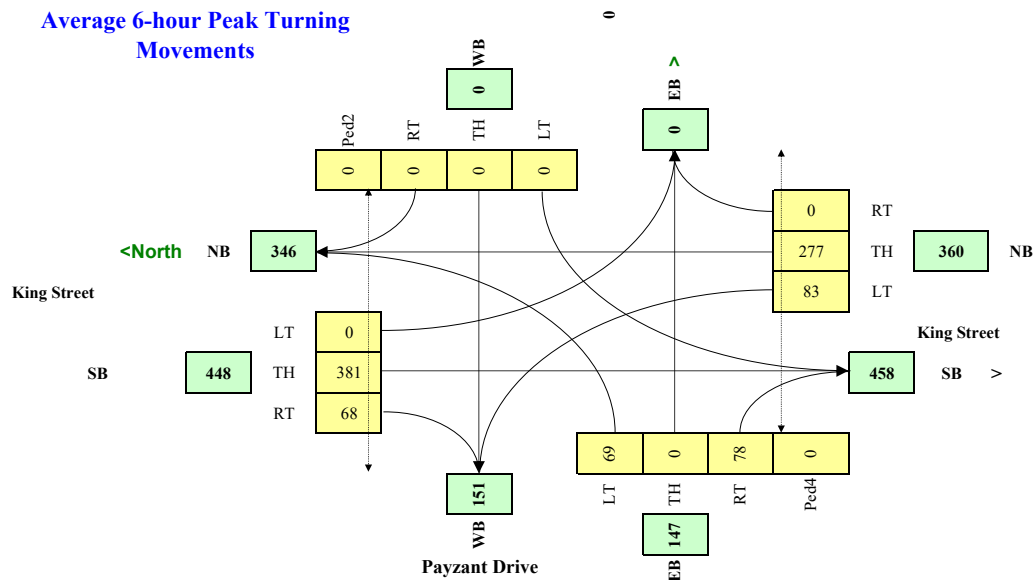 Average 6-hour Peak Turning
Movements
0
WB
EB >
0
0
Ped2
RT
TH
LT
0
0
0
0
0
RT
<North NB 346
277
TH
360
NB
83
LT
King Street
LT
0
King Street
SB
448
TH
381
458
SB >
RT
68
69
0
78
0
LT
TH
RT
Ped4
WB 151
EB 147
Payzant Drive